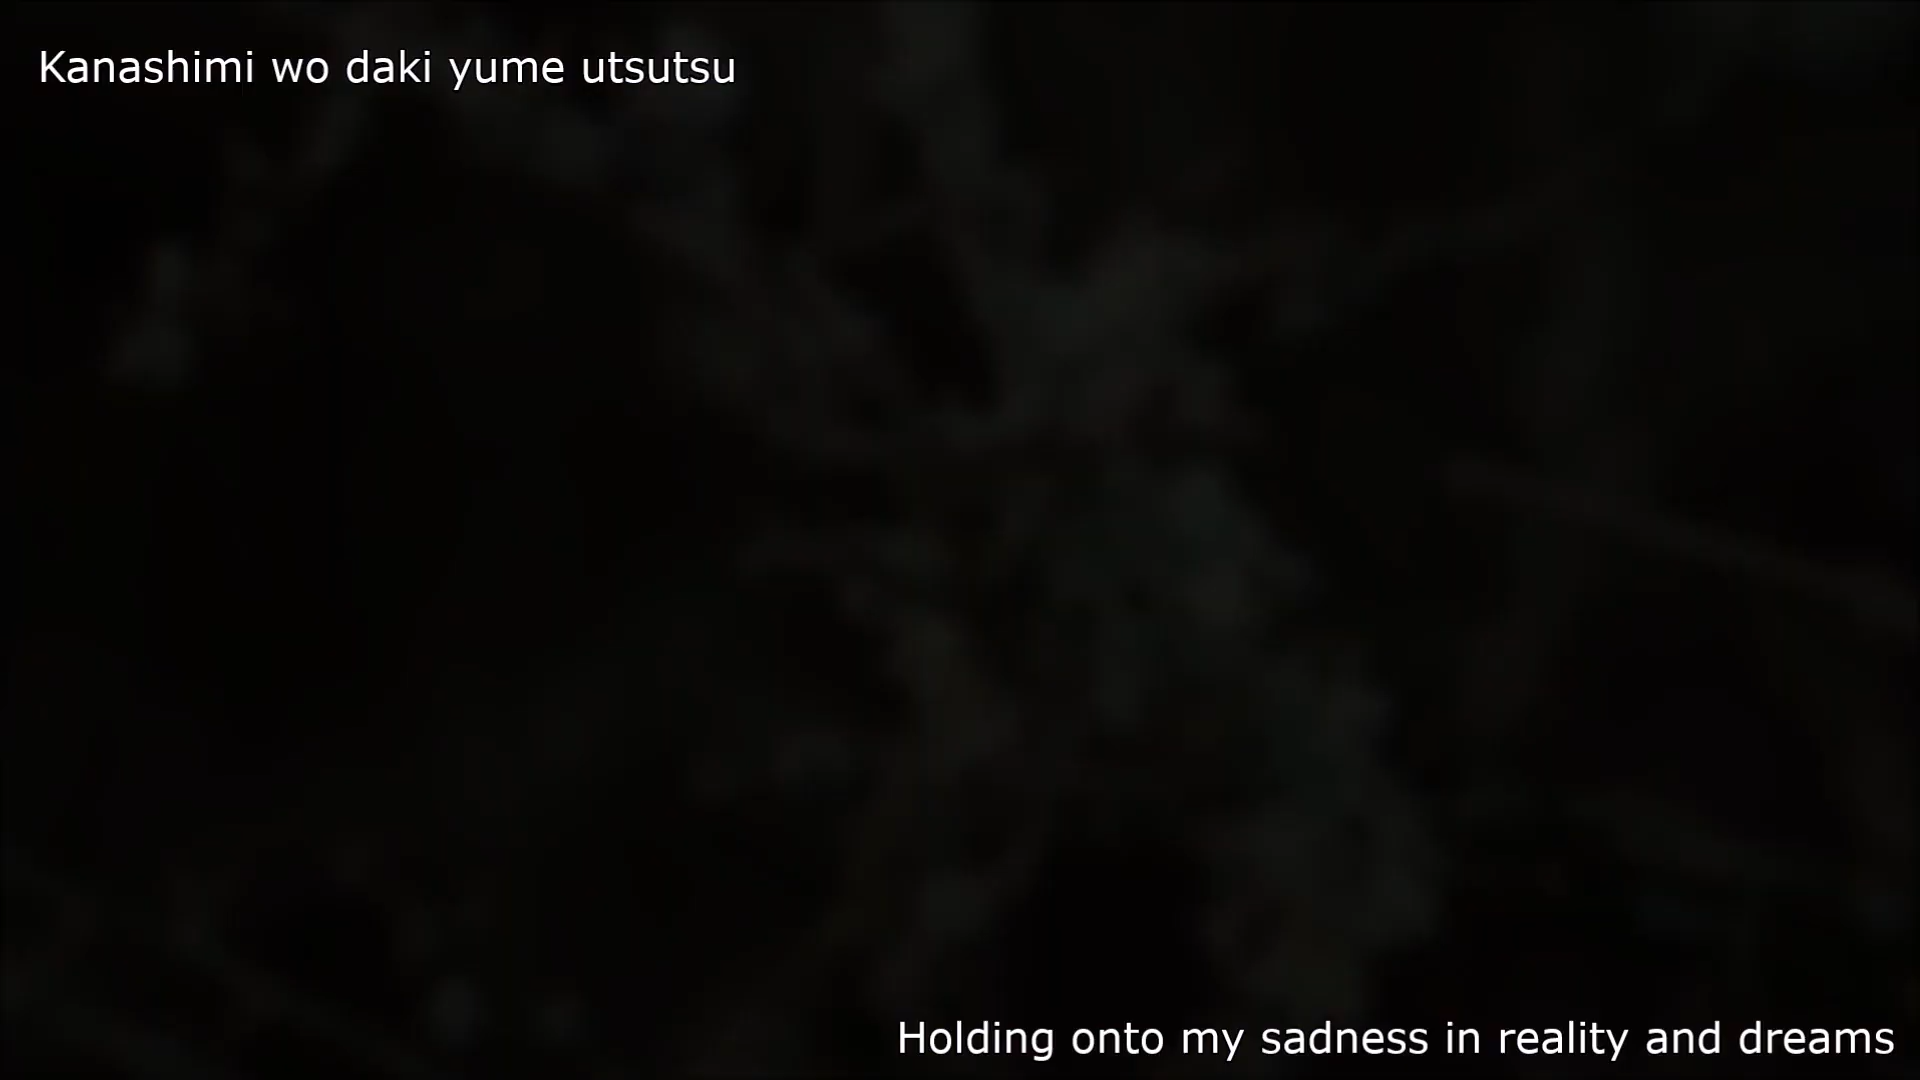 Kanashimi wo daki yume utsutsu
Holding onto my sadness in reality and dreams